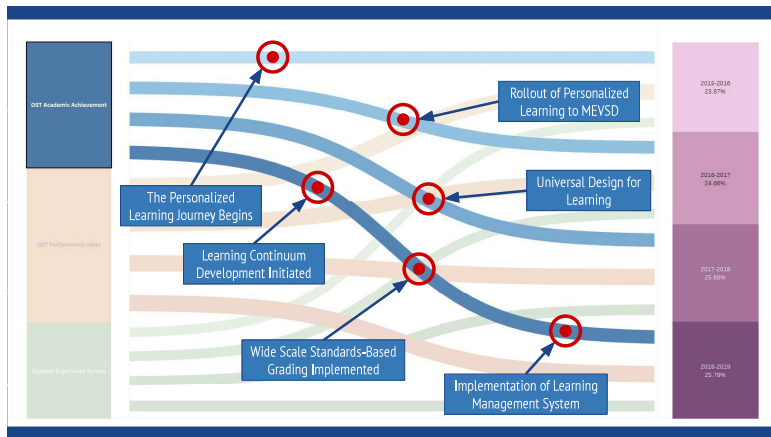 OST Academic Achievement
OST Performance Index
Student Experience Survey
The Personalized
Learning Journey Begins
Learning Continuum
Development Initiated
Wide Scale Standards-Based
Grading Implemented
Rollout of Personalized
Learning to MEVSD
Universal Design for
Learning
Implementation of Learning
Management System
2015-2016
23.87%
2016-2017
24.66%
2017-2018
25.68%
2018-2019
25.78%